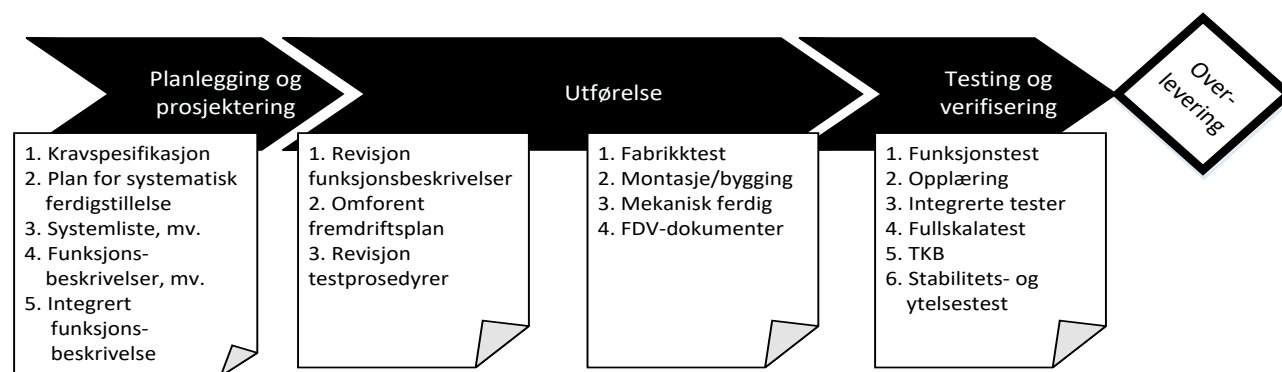 Planlegging og
prosjektering
Utførelse
Testing og
verifisering
Over-
levering
1. Kravspesifikasjon
2. Plan for systematisk
ferdigstillelse
3. Systemliste, mv.
4. Funksjons-
beskrivelser, mv.
5. Integrert
funksjons-
beskrivelse
1. Revisjon
funksjonsbeskrivelser
2. Omforent
fremdriftsplan
3. Revisjon
testprosedyrer
1. Fabrikktest
2. Montasje/bygging
3. Mekanisk ferdig
4. FDV-dokumenter
1. Funksjonstest
2. Opplæring
3. Integrerte tester
4. Fullskalatest
5. TKB
6. Stabilitets- og
ytelsestest